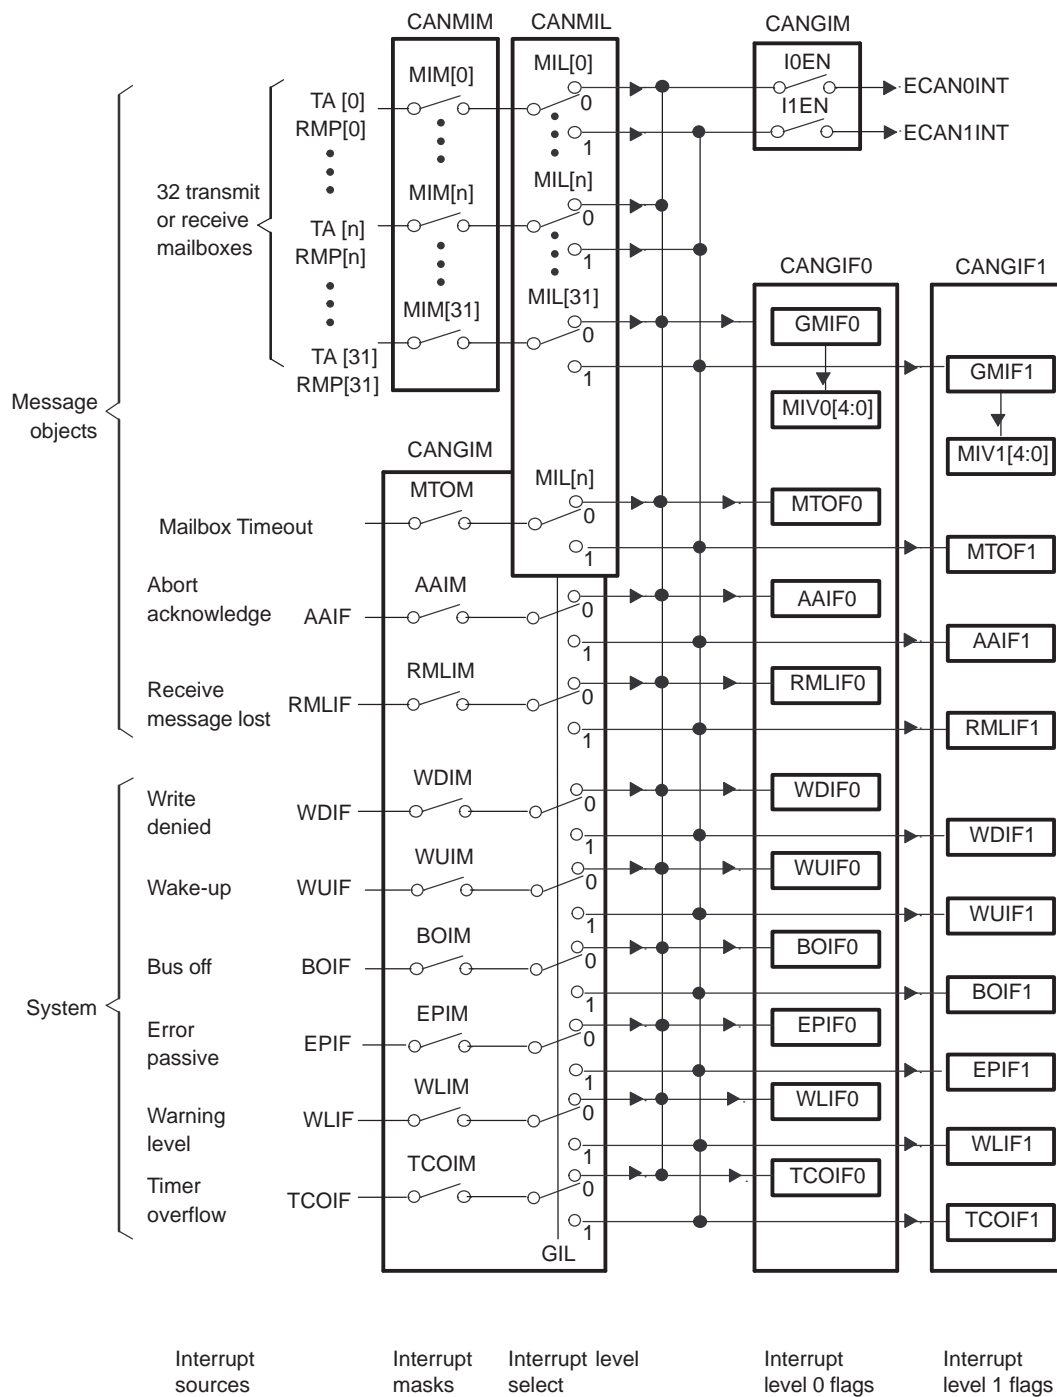 CANMIM CANMIL CANGIM
MIM[0] MIL[0] I0EN
TA [0] 0 ECAN0INT
RMP[0] I1EN
1 ECAN1INT
32 transmit
or receive
mailboxes
MIM[n] MIL[n]
TA [n] 0
RMP[n] 1
CANGIF0 CANGIF1
MIM[31] MIL[31]
0 GMIF0
TA [31] 1 GMIF1
RMP[31]
Message
objects
MIV0[4:0]
MIV1[4:0]
CANGIM
MTOM MIL[n]
Mailbox Timeout 0 MTOF0
1 MTOF1
Abort
acknowledge AAIF AAIM 0 AAIF0
1 AAIF1
Receive
message lost RMLIF RMLIM 0 RMLIF0
1 RMLIF1
System
Write
denied WDIF WDIM 0 WDIF0
1 WDIF1
Wake-up WUIF WUIM 0 WUIF0
1 WUIF1
Bus off BOIF BOIM 0 BOIF0
1 BOIF1
Error
passive EPIF EPIM 0 EPIF0
1 EPIF1
Warning
level WLIF WLIM 0 WLIF0
1 WLIF1
Timer
overflow TCOIF TCOIM 0 TCOIF0
1 TCOIF1
GIL
Interrupt
sources
Interrupt
masks
Interrupt level
select
Interrupt
level 0 flags
Interrupt
level 1 flags